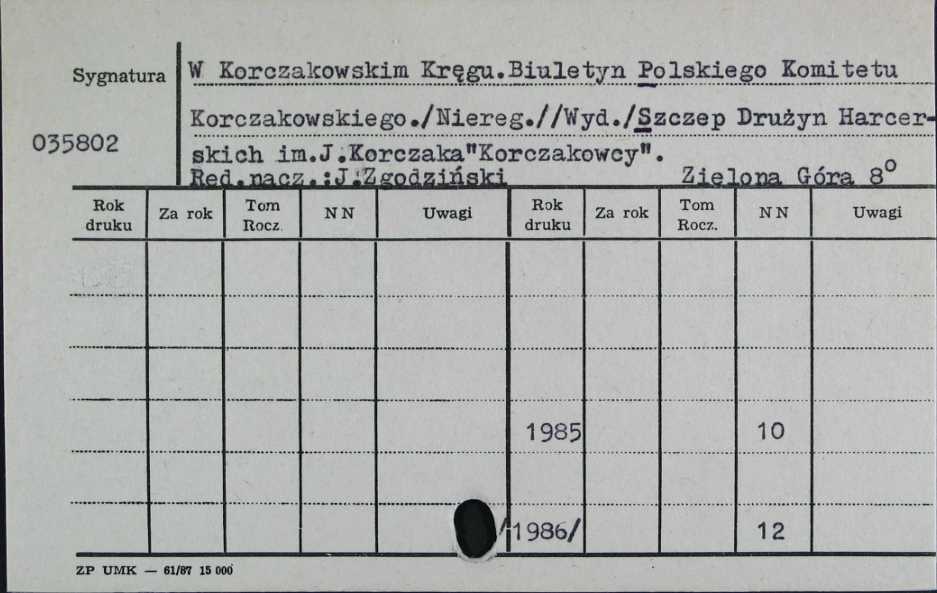 Sygnatura W Korczakowskim Kręgu.Biuletyn Polskiego Komitetu
Korczakowskiego./Niereg.//Wyd./Szczep Drużyn Harcer-
035802
skich im.J.Korczaka"Korczakowcy".
Red.nacz.:J.Zgodziński Zielona Góra 8°
Rok druku Za rok Tom Rocz. NN Uwagi Rok druku Za rok Tom Rocz. NN Uwagi
1985 10
/1986/ 12
ZP UMK — 61/87 15 000